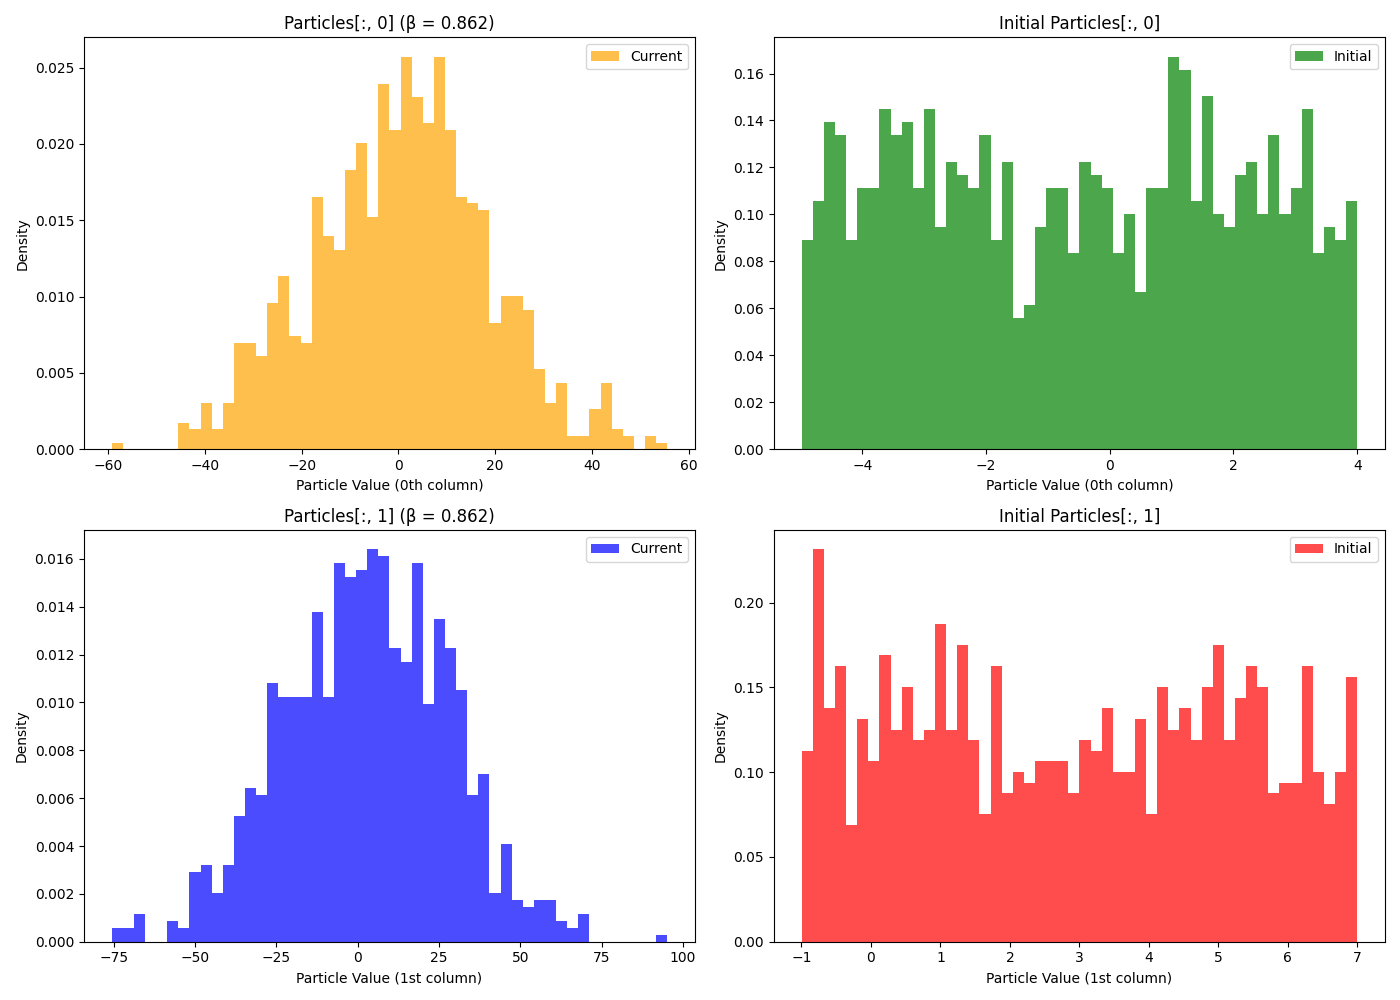 Particles[:, 0] (β = 0.862)
Current
Density
0.025
0.020
0.015
0.010
0.005
0.000
−60 −40 −20 0 20 40 60
Particle Value (0th column)
Initial Particles[:, 0]
Initial
Density
0.16
0.14
0.12
0.10
0.08
0.06
0.04
0.02
0.00
−4 −2 0 2 4
Particle Value (0th column)
Particles[:, 1] (β = 0.862)
Current
Density
0.016
0.014
0.012
0.010
0.008
0.006
0.004
0.002
0.000
−75 −50 −25 0 25 50 75 100
Particle Value (1st column)
Initial Particles[:, 1]
Initial
Density
0.20
0.15
0.10
0.05
0.00
−1 0 1 2 3 4 5 6 7
Particle Value (1st column)